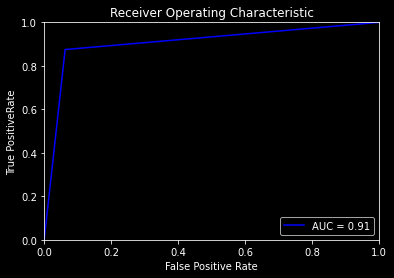 Receiver Operating Characteristic
1.0
0.8
0.6
0.4
0.2
0.0
True PositiveRate
AUC = 0.91
0.0 0.2 0.4 0.6 0.8 1.0
False Positive Rate